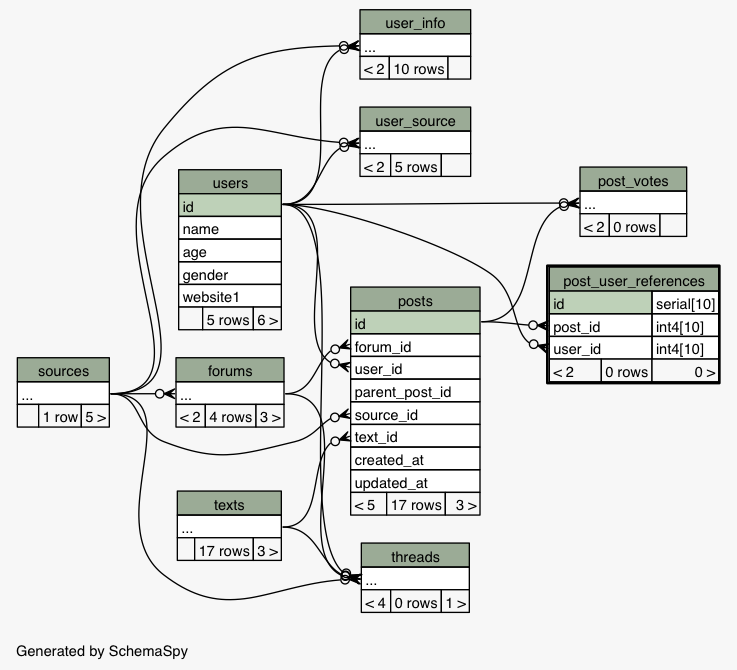 user_info
...
< 2 10 rows
user_source
...
< 2 5 rows
users
id
name
age
gender
website1
5 rows 6 >
post_votes
...
< 2 0 rows
post_user_references
id serial[10]
post_id int4[10]
user_id int4[10]
< 2 0 rows 0 >
posts
id
forum_id
user_id
parent_post_id
source_id
text_id
created_at
updated_at
< 5 17 rows 3 >
sources
...
1 row 5 >
forums
...
< 2 4 rows 3 >
texts
...
17 rows 3 >
threads
...
< 4 0 rows 1 >
Generated by SchemaSpy